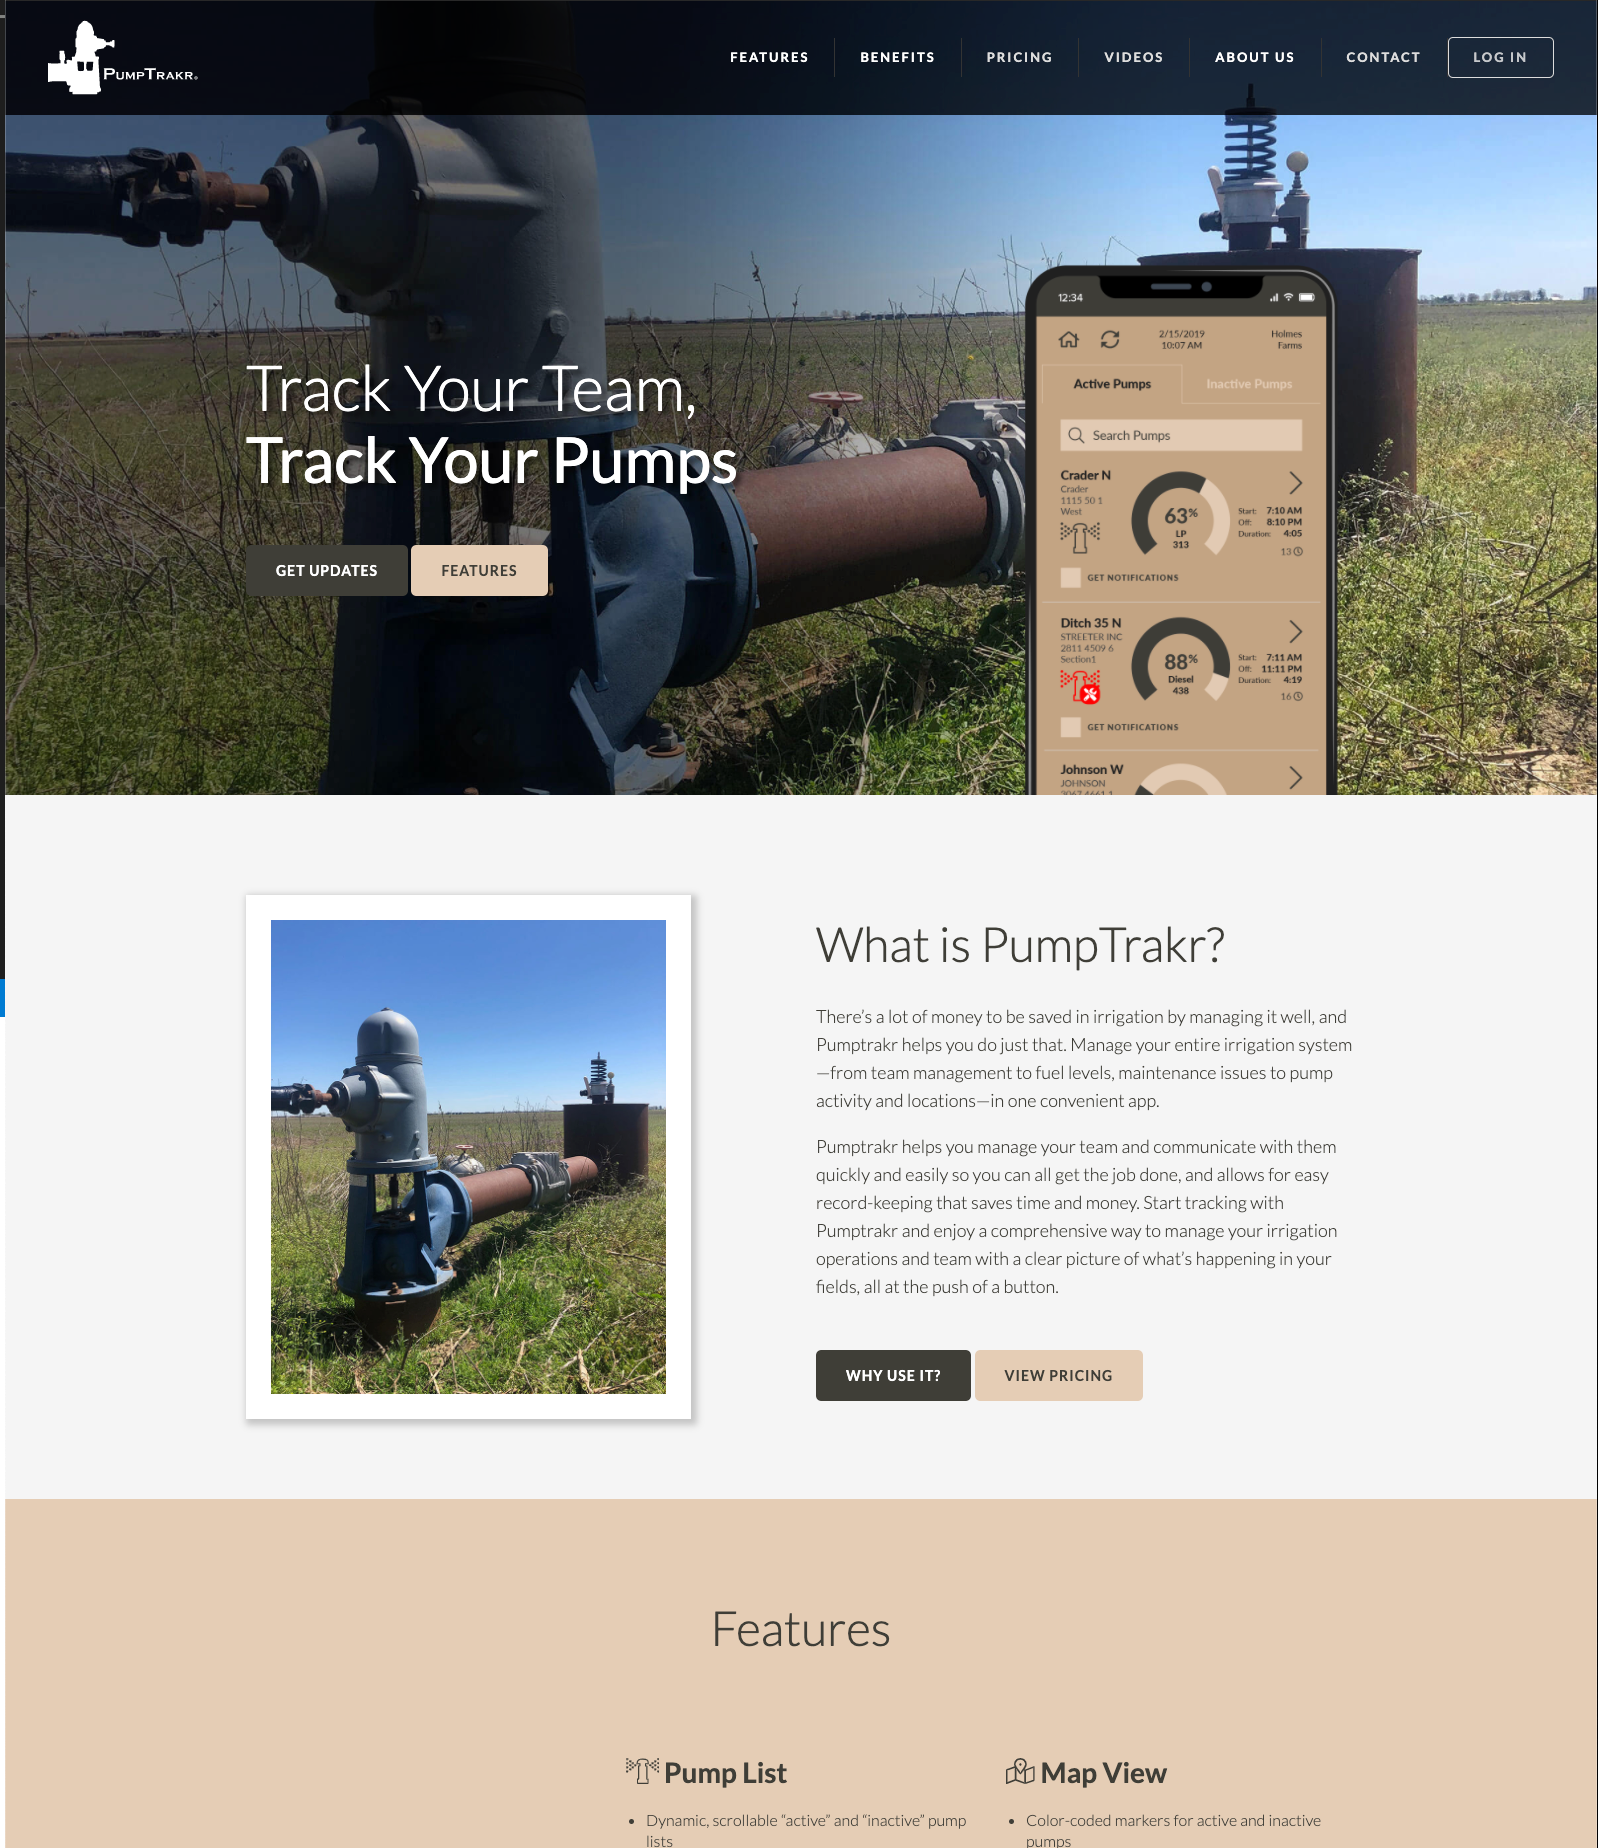 PUMPTRAKR®
FEATURES
BENEFITS
PRICING
VIDEOS
ABOUT US
CONTACT
LOG IN
Track Your Team,
Track Your Pumps
GET UPDATES
FEATURES
12:34
2/15/2019
10:07 AM
Holmes
Farms
Active Pumps
Inactive Pumps
Search Pumps
Crader N
Crader
1115 50 1
West
63%
LP
313
Start: 7:10 AM
Off: 8:10 PM
Duration: 4:05
13
GET NOTIFICATIONS
Ditch 35 N
STREETER INC
2811 4509 6
Section1
88%
Diesel
438
Start: 7:11 AM
Off: 11:11 PM
Duration: 4:19
16
GET NOTIFICATIONS
Johnson W
JOHNSON
What is PumpTrakr?
There’s a lot of money to be saved in irrigation by managing it well, and
Pumptrakr helps you do just that. Manage your entire irrigation system
—from team management to fuel levels, maintenance issues to pump
activity and locations—in one convenient app.
Pumptrakr helps you manage your team and communicate with them
quickly and easily so you can all get the job done, and allows for easy
record-keeping that saves time and money. Start tracking with
Pumptrakr and enjoy a comprehensive way to manage your irrigation
operations and team with a clear picture of what’s happening in your
fields, all at the push of a button.
WHY USE IT?
VIEW PRICING
Features
Pump List
• Dynamic, scrollable “active” and “inactive” pump
lists
Map View
• Color-coded markers for active and inactive
pumps